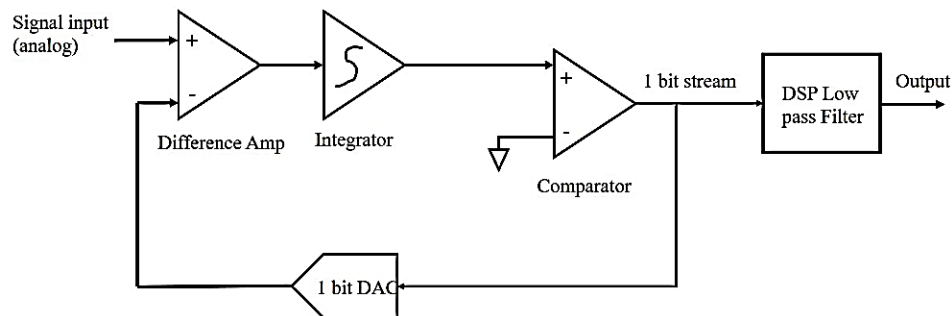 Signal input
(analog)
+
-
Difference Amp
Integrator
+
-
Comparator
1 bit stream
DSP Low
pass Filter
Output
1 bit DAC